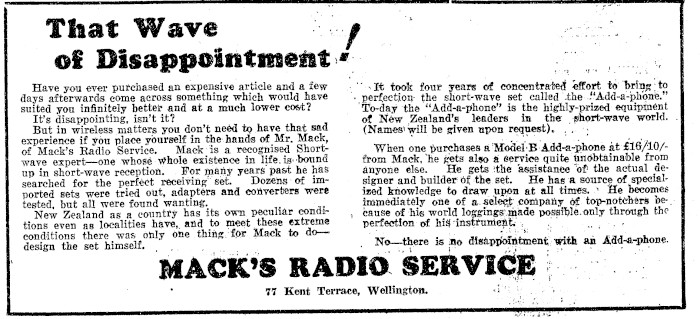 That Wave
of Disappointment!
Have you ever purchased an expensive article and a few
days afterwards come across something which would have
suited you infinitely better and at a much lower cost?
It's disappointing, isn't it?
But in wireless matters you don't need to have that sad
experience if you place yourself in the hands of Mr. Mack,
of Mack's Radio Service. Mack is a recognised Short-
wave expert—one whose whole existence in life is bound
up in short-wave reception. For many years past he has
searched for the perfect receiving set. Dozens of im-
ported sets were tried out, adapters and converters were
tested, but all were found wanting.
New Zealand as a country has its own peculiar condi-
tions even as localities have, and to meet these extreme
conditions there was only one thing for Mack to do—
design the set himself.
It took four years of concentrated effort to bring to
perfection the short-wave set called the "Add-a-phone."
To-day the "Add-a-phone" is the highly-prized equipment
of New Zealand's leaders in the short-wave world.
(Names will be given upon request).
When one purchases a Model B Add-a-phone at £16/10/-
from Mack, he gets also a service quite unobtainable from
anyone else. He gets the assistance of the actual de-
signer and builder of the set. He has a source of special-
ized knowledge to draw upon at all times. He becomes
immediately one of a select company of top-notchers be-
cause of his world loggings made possible only through the
perfection of his instrument.
No—there is no disappointment with an Add-a-phone.
MACK'S RADIO SERVICE
77 Kent Terrace, Wellington.